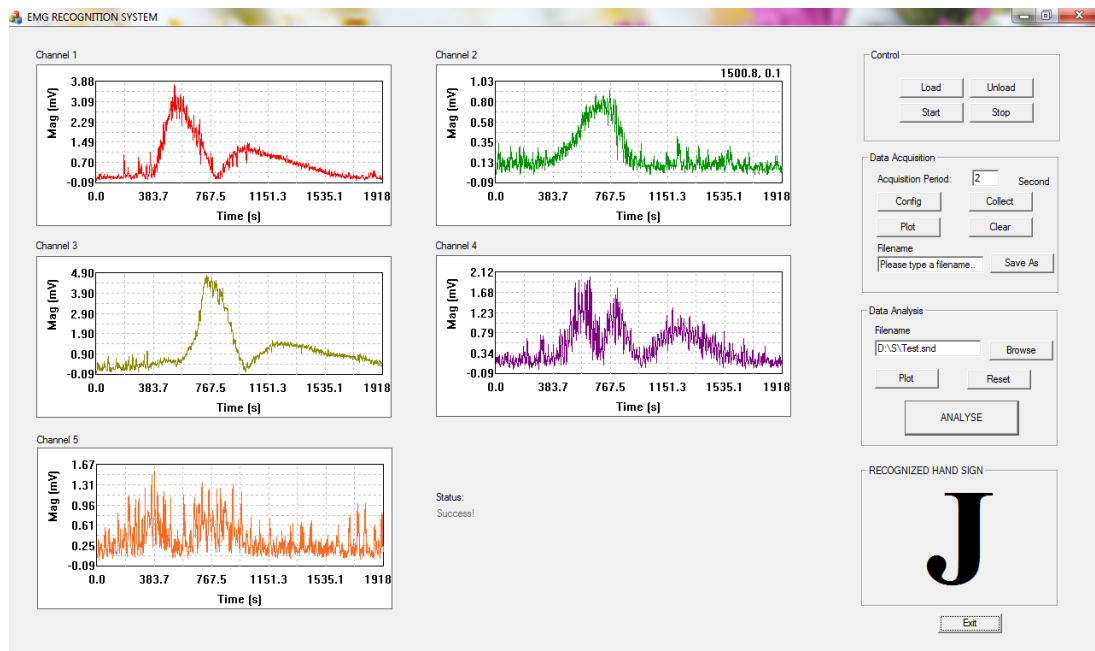 EMG RECOGNITION SYSTEM
Channel 1
3.88
3.09
2.29
1.49
0.70
-0.09
Mag (mV)
0.0 383.7 767.5 1151.3 1535.1 1918
Time (s)
Channel 2
1500.8, 0.1
1.03
0.80
0.58
0.35
0.13
-0.09
Mag (mV)
0.0 383.7 767.5 1151.3 1535.1 1918
Time (s)
Channel 3
4.90
3.90
2.90
1.90
0.90
-0.09
Mag (mV)
0.0 383.7 767.5 1151.3 1535.1 1918
Time (s)
Channel 4
2.12
1.68
1.23
0.79
0.34
-0.09
Mag (mV)
0.0 383.7 767.5 1151.3 1535.1 1918
Time (s)
Channel 5
1.67
1.31
0.96
0.61
0.25
-0.09
Mag (mV)
0.0 383.7 767.5 1151.3 1535.1 1918
Time (s)
Status:
Success!
Control
Load Unload
Start Stop
Data Acquisition
Acquisition Period: 2 Second
Config Collect
Plot Clear
Filename
Please type a filename.. Save As
Data Analysis
Filename
D:\S\Test.snd Browse
Plot Reset
ANALYSE
RECOGNIZED HAND SIGN
J
Exit